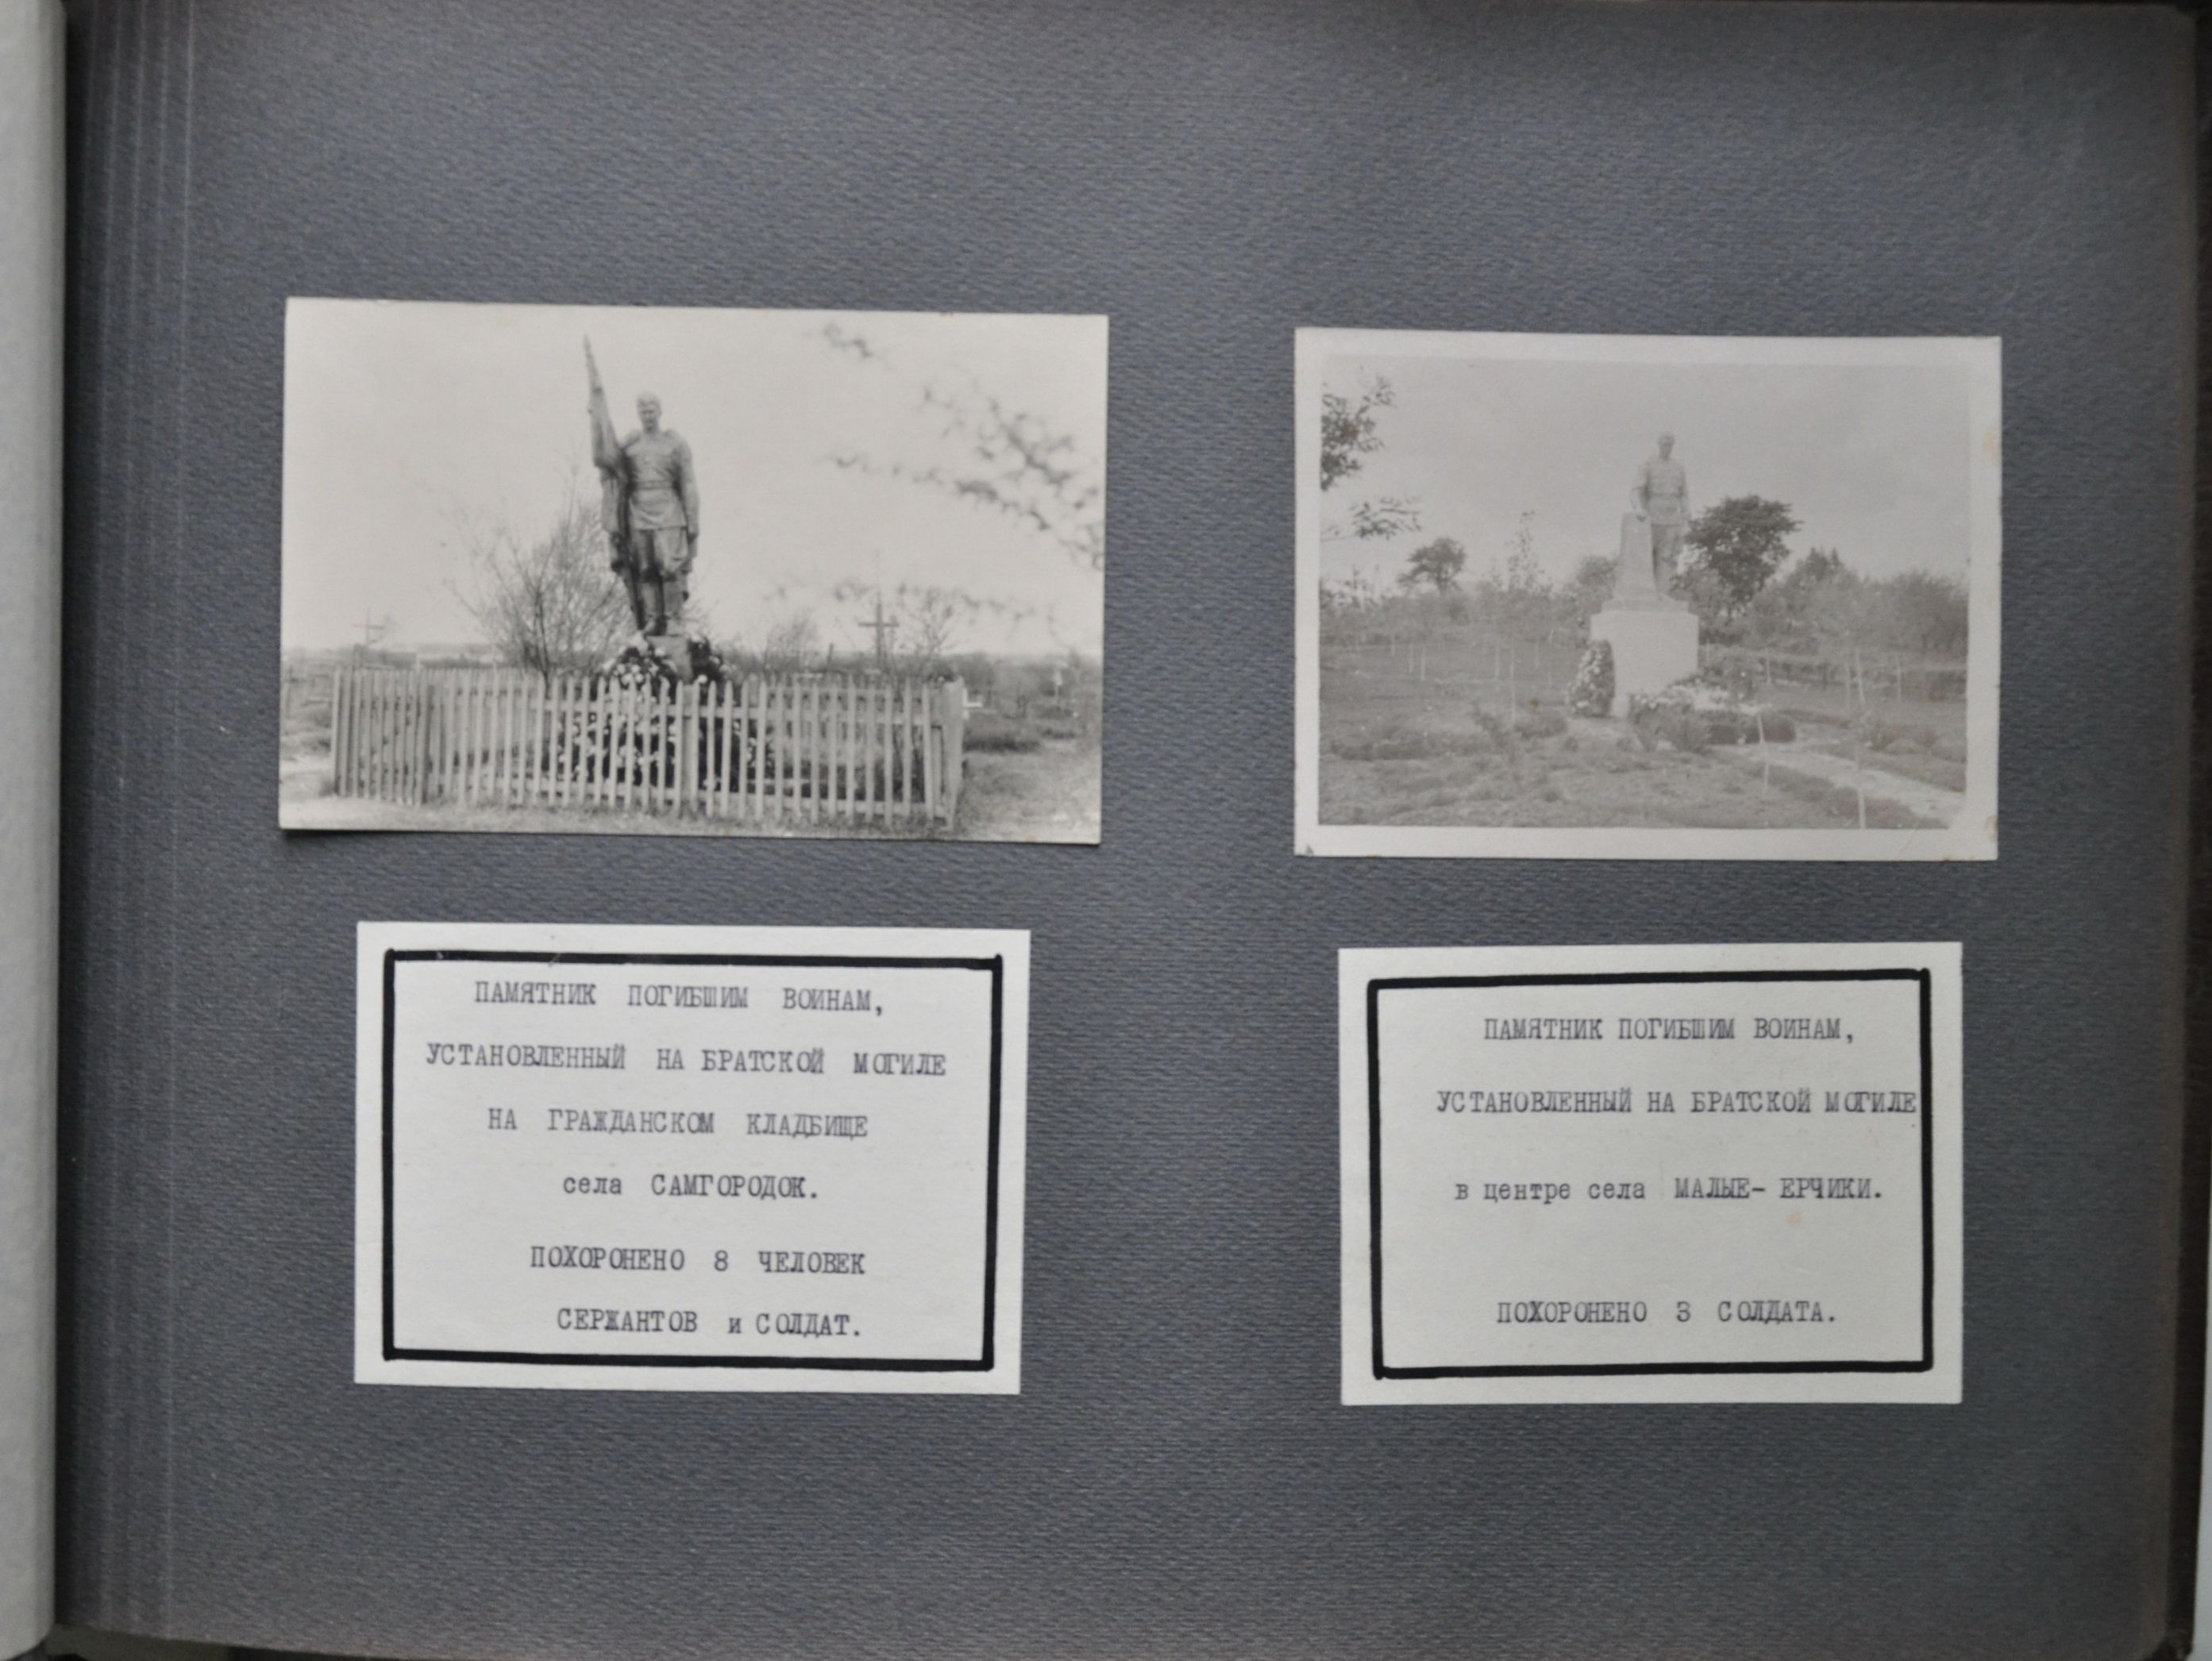 ПАМЯТНИК ПОГИБШИМ ВОИНАМ,
УСТАНОВЛЕННЫЙ НА БРАТСКОЙ МОГИЛЕ
НА ГРАЖДАНСКОМ КЛАДБИЩЕ
села САМГОРОДОК.
ПОХОРОНЕНО 8 ЧЕЛОВЕК
СЕРЖАНТОВ и СОЛДАТ.
ПАМЯТНИК ПОГИБШИМ ВОИНАМ,
УСТАНОВЛЕННЫЙ НА БРАТСКОЙ МОГИЛЕ
в центре села МАЛЫЕ- ЕРЧИКИ.
ПОХОРОНЕНО 3 СОЛДАТА.